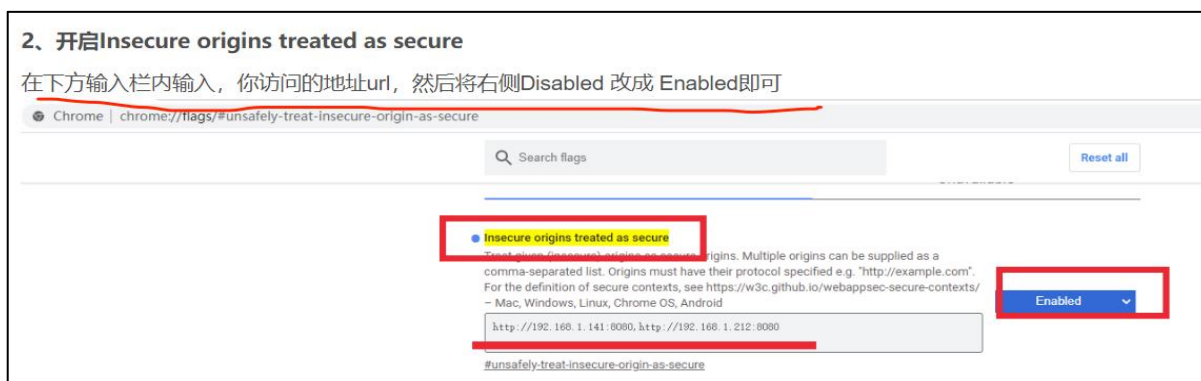 2、开启Insecure origins treated as secure
在下方输入栏内输入，你访问的地址url，然后将右侧Disabled 改成 Enabled即可
Chrome | chrome://flags/#unsafely-treat-insecure-origin-as-secure
Search flags
Reset all
Insecure origins treated as secure
Treat given (insecure) origins as secure origins. Multiple origins can be supplied as a
comma-separated list. Origins must have their protocol specified e.g. "http://example.com".
For the definition of secure contexts, see https://w3c.github.io/webappsec-secure-contexts/
– Mac, Windows, Linux, Chrome OS, Android
Enabled
http://192.168.1.141:8080,http://192.168.1.212:8080
#unsafely-treat-insecure-origin-as-secure